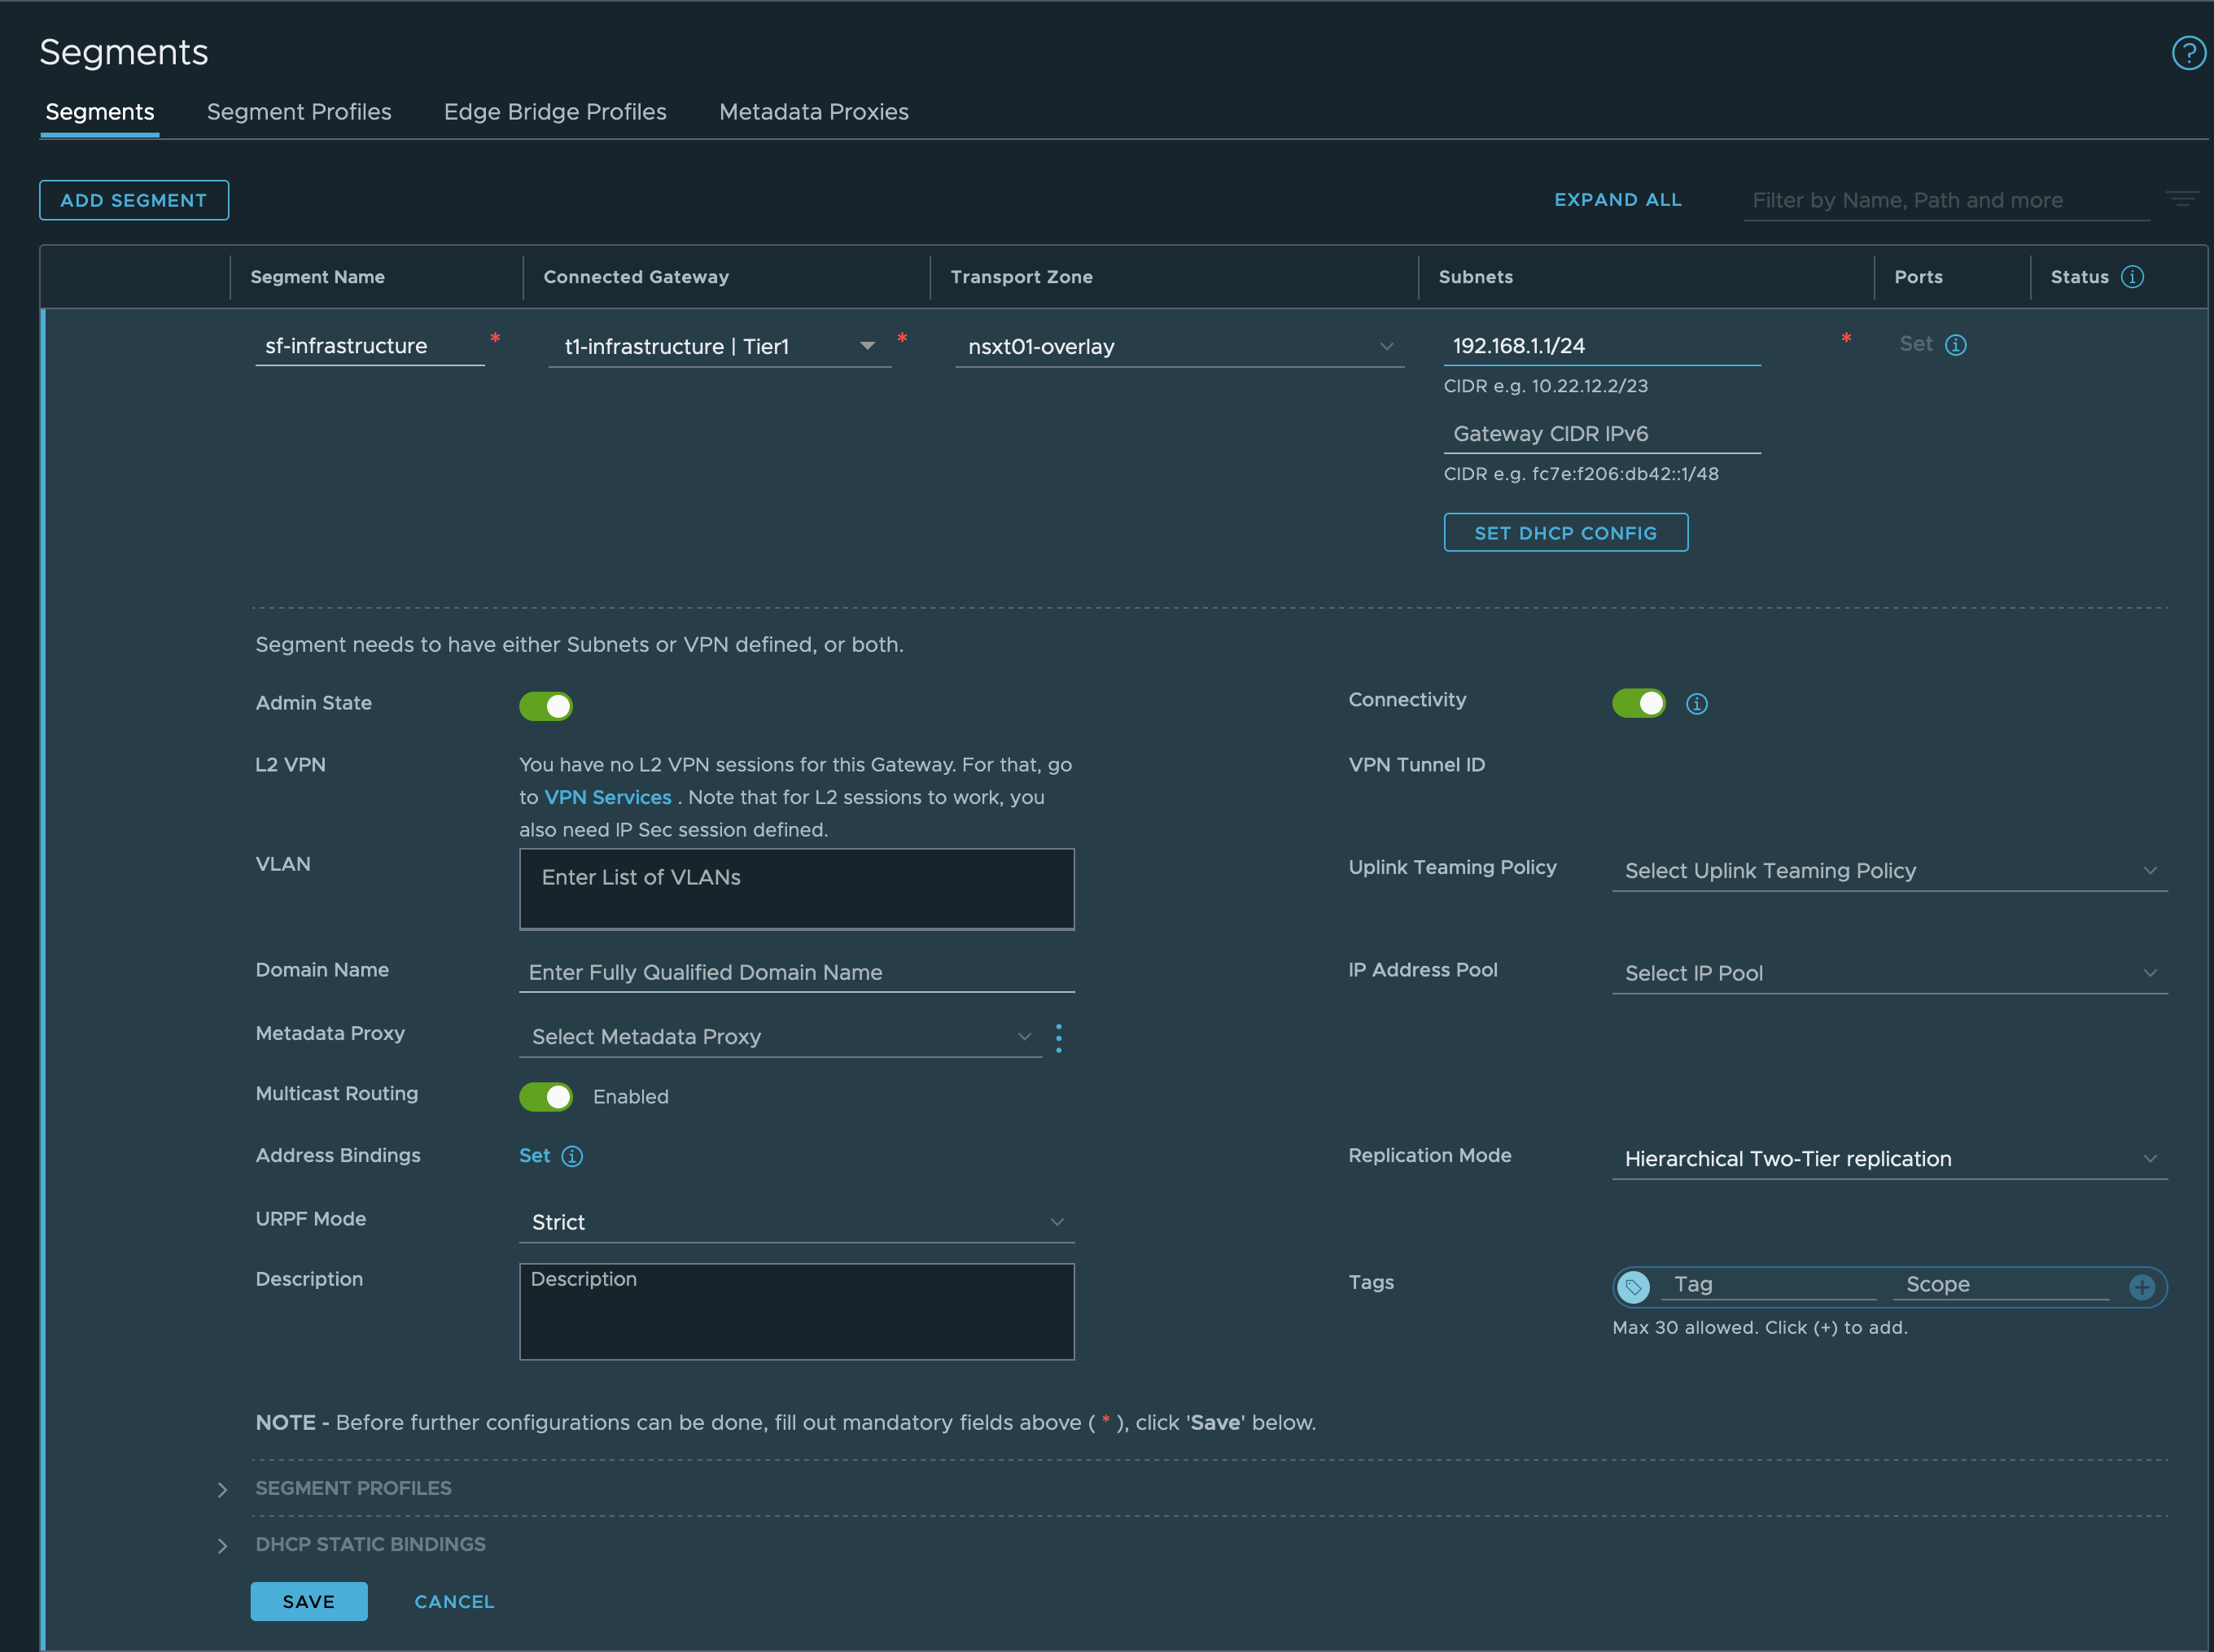 Segments
?
Segments Segment Profiles Edge Bridge Profiles Metadata Proxies
ADD SEGMENT EXPAND ALL Filter by Name, Path and more
Segment Name Connected Gateway Transport Zone Subnets Ports Status i
sf-infrastructure * t1-infrastructure | Tier1 * nsxt01-overlay 192.168.1.1/24 * Set i
CIDR e.g. 10.22.12.2/23
Gateway CIDR IPv6
CIDR e.g. fc7e:f206:db42::1/48
SET DHCP CONFIG
Segment needs to have either Subnets or VPN defined, or both.
Admin State Connectivity i
L2 VPN You have no L2 VPN sessions for this Gateway. For that, go VPN Tunnel ID
to VPN Services . Note that for L2 sessions to work, you
also need IP Sec session defined.
VLAN Enter List of VLANs Uplink Teaming Policy Select Uplink Teaming Policy
Domain Name Enter Fully Qualified Domain Name IP Address Pool Select IP Pool
Metadata Proxy Select Metadata Proxy
Multicast Routing Enabled
Address Bindings Set i Replication Mode Hierarchical Two-Tier replication
URPF Mode Strict
Description Description Tags Tag Scope
Max 30 allowed. Click (+) to add.
NOTE - Before further configurations can be done, fill out mandatory fields above ( * ), click 'Save' below.
SEGMENT PROFILES
DHCP STATIC BINDINGS
SAVE CANCEL